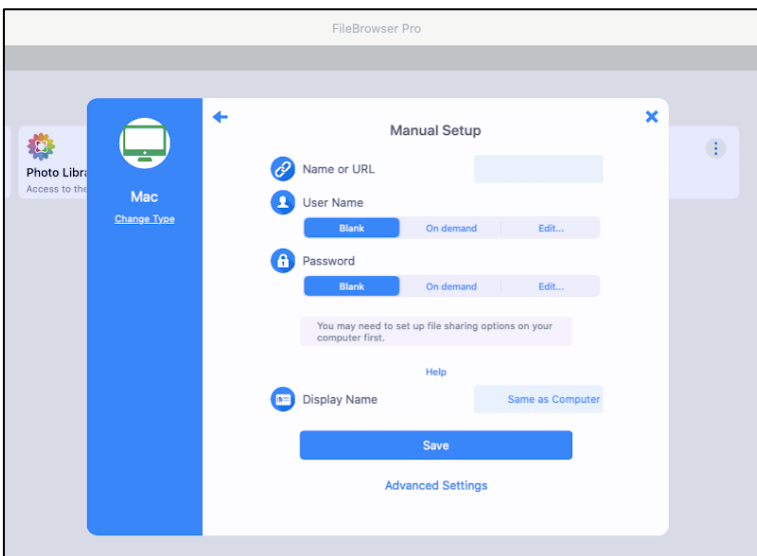 FileBrowser Pro
Photo Libra
Access to the
Mac
Change Type
Manual Setup
Name or URL
User Name
Blank On demand Edit...
Password
Blank On demand Edit...
You may need to set up file sharing options on your
computer first.
Help
Display Name Same as Computer
Save
Advanced Settings